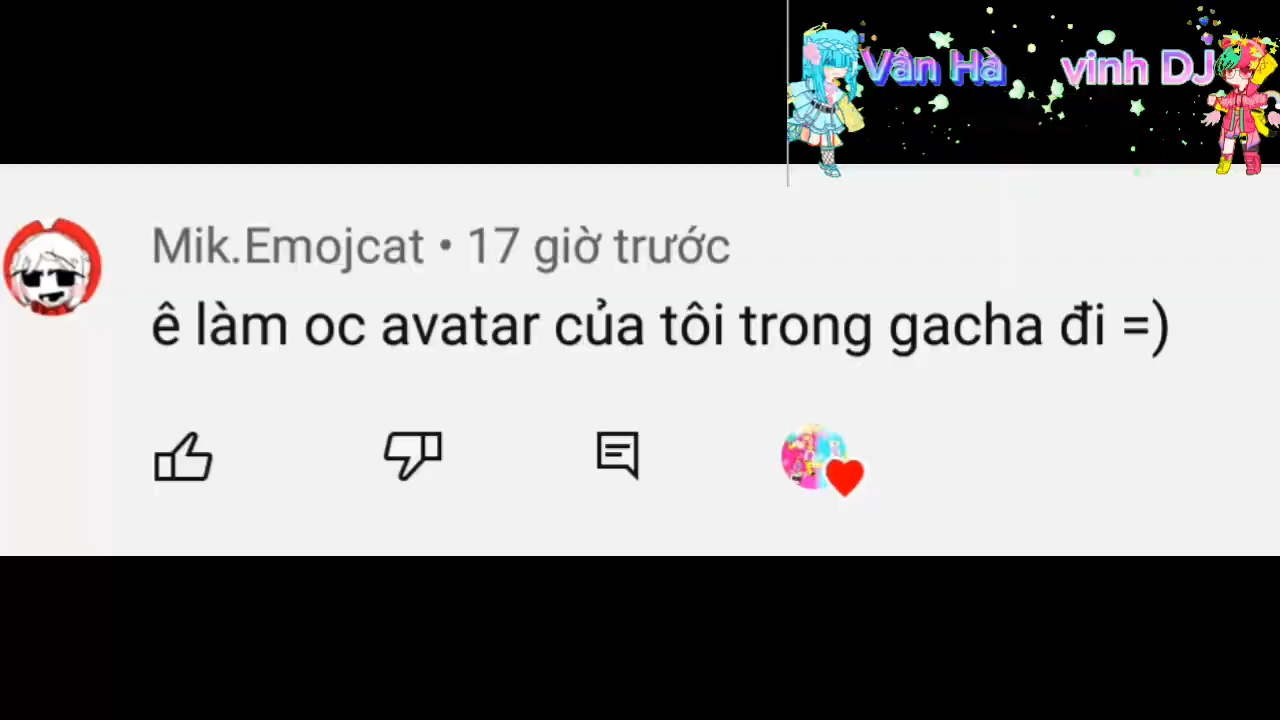 Vân Hà vinh DJ
Mik.Emojcat • 17 giờ trước
ê làm oc avatar của tôi trong gacha đi =)